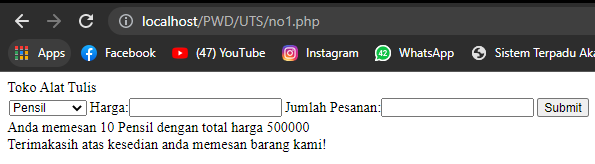 localhost/PWD/UTS/no1.php
Apps Facebook (47) YouTube Instagram 42 WhatsApp Sistem Terpadu Aka
Toko Alat Tulis
Pensil Harga: Jumlah Pesanan: Submit
Anda memesan 10 Pensil dengan total harga 500000
Terimakasih atas kesedian anda memesan barang kami!